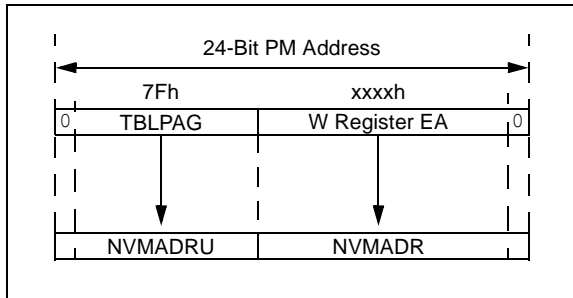 24-Bit PM Address
7Fh xxxxh
0 TBLPAG W Register EA 0
NVMADRU NVMADR